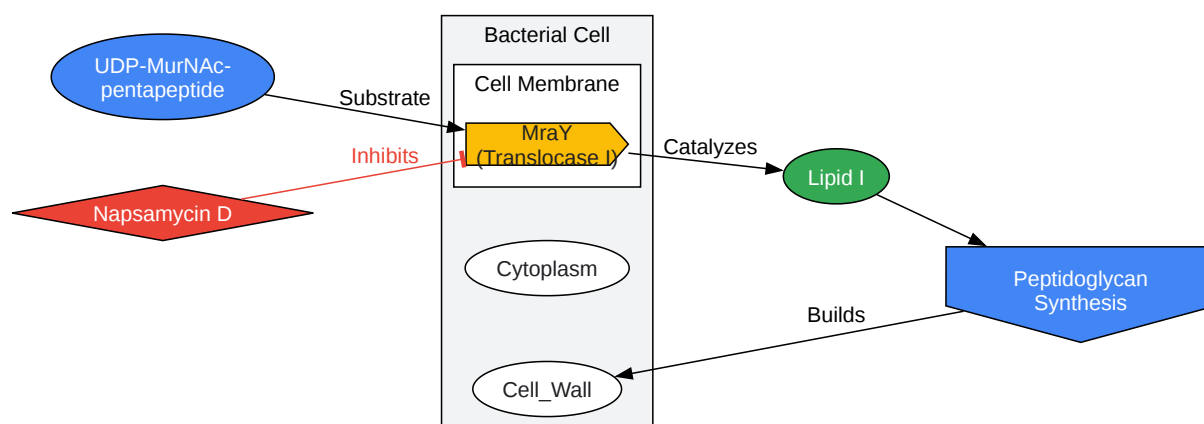 Bacterial Cell
UDP-MurNAc-
pentapeptide
Cell Membrane
Substrate
MraY
(Translocase I)
Catalyzes
Inhibits
Lipid I
Napsamycin D
Cytoplasm
Peptidoglycan
Synthesis
Builds
Cell_Wall